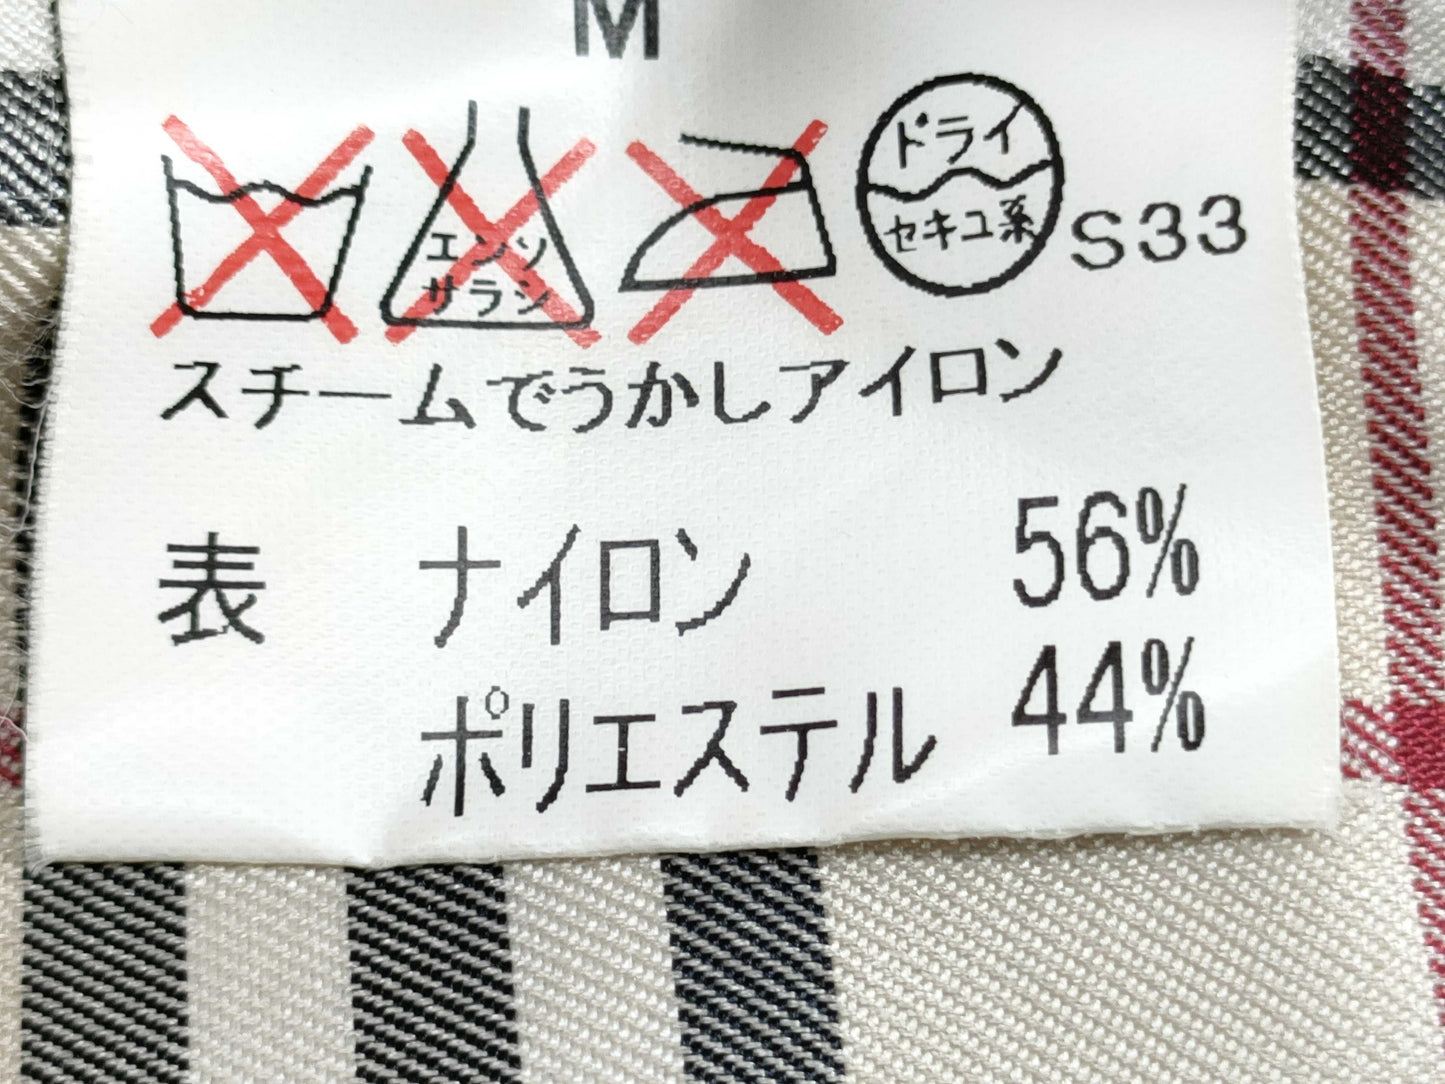 M
エンソ
サラシ
ドライ
セキユ系
S33
スチームでうかしアイロン
表 ナイロン 56%
ポリエステル 44%